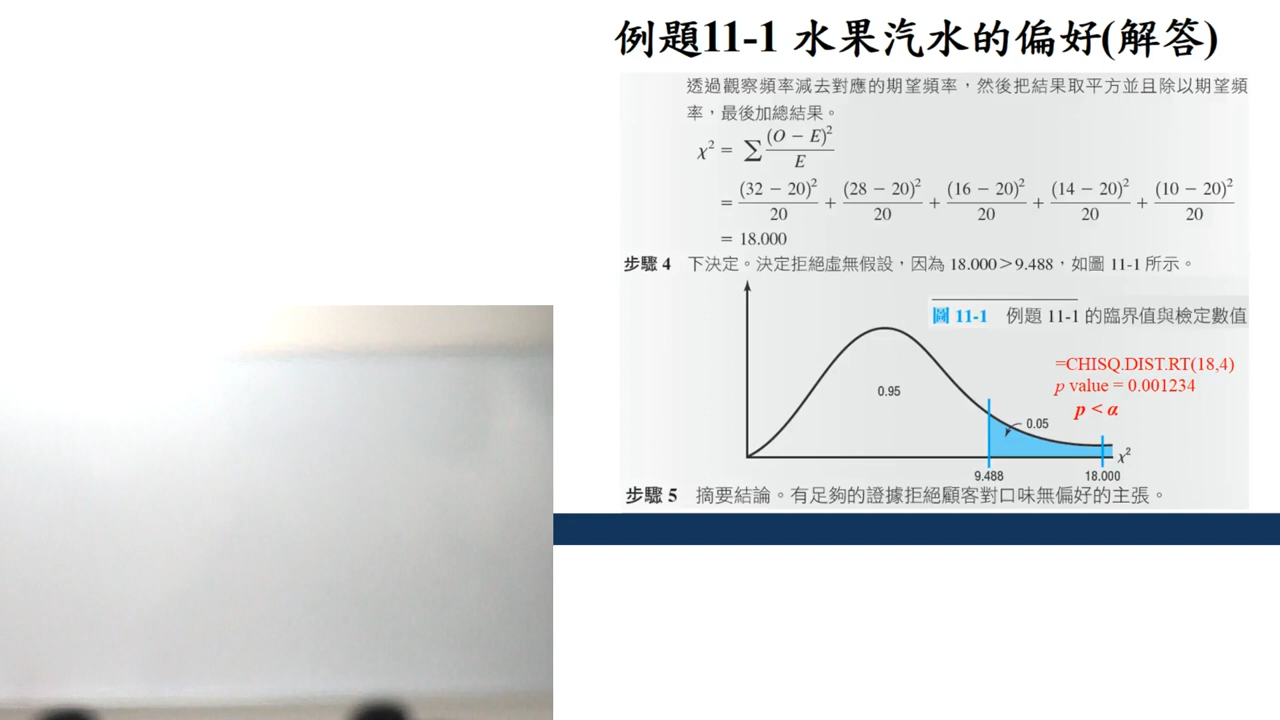 例題11-1 水果汽水的偏好(解答)
透過觀察頻率減去對應的期望頻率，然後把結果取平方並且除以期望頻
率，最後加總結果。
χ² = ∑ (O − E)² / E
= (32 − 20)² / 20 + (28 − 20)² / 20 + (16 − 20)² / 20 + (14 − 20)² / 20 + (10 − 20)² / 20
= 18.000
步驟 4 下決定。決定拒絕虛無假設，因為 18.000＞9.488，如圖 11-1 所示。
圖 11-1 例題 11-1 的臨界值與檢定數值
=CHISQ.DIST.RT(18,4)
p value = 0.001234
p < α
0.95
0.05
χ²
9.488
18.000
步驟 5 摘要結論。有足夠的證據拒絕顧客對口味無偏好的主張。